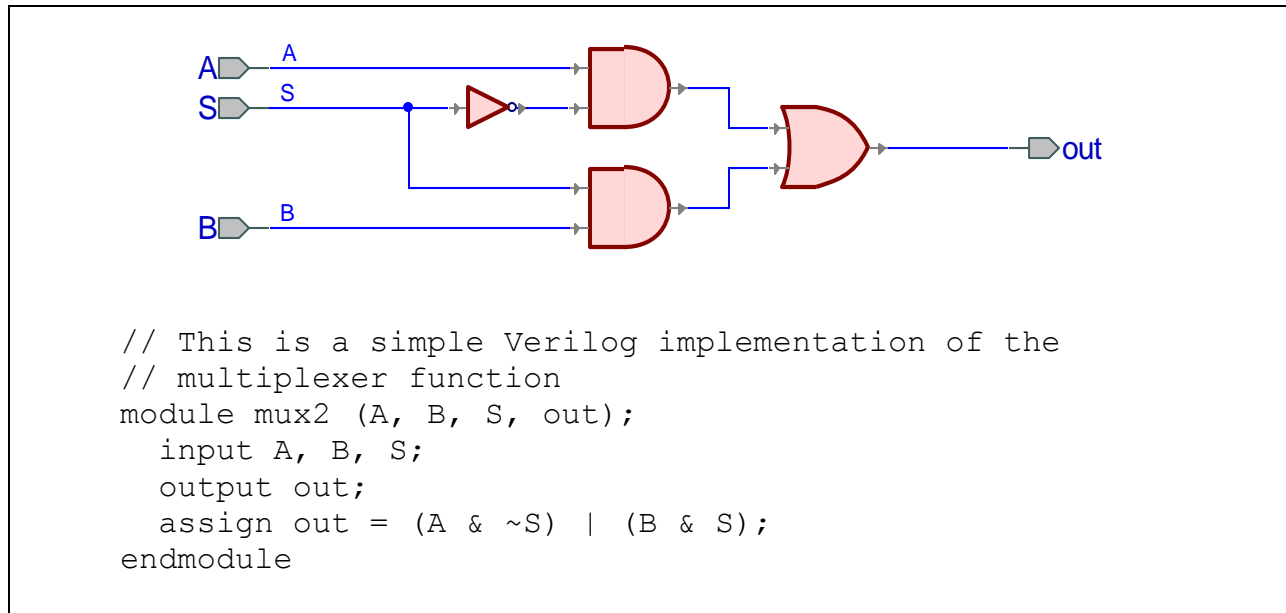 A A
S S
B B
out
// This is a simple Verilog implementation of the
// multiplexer function
module mux2 (A, B, S, out);
  input A, B, S;
  output out;
  assign out = (A & ~S) | (B & S);
endmodule